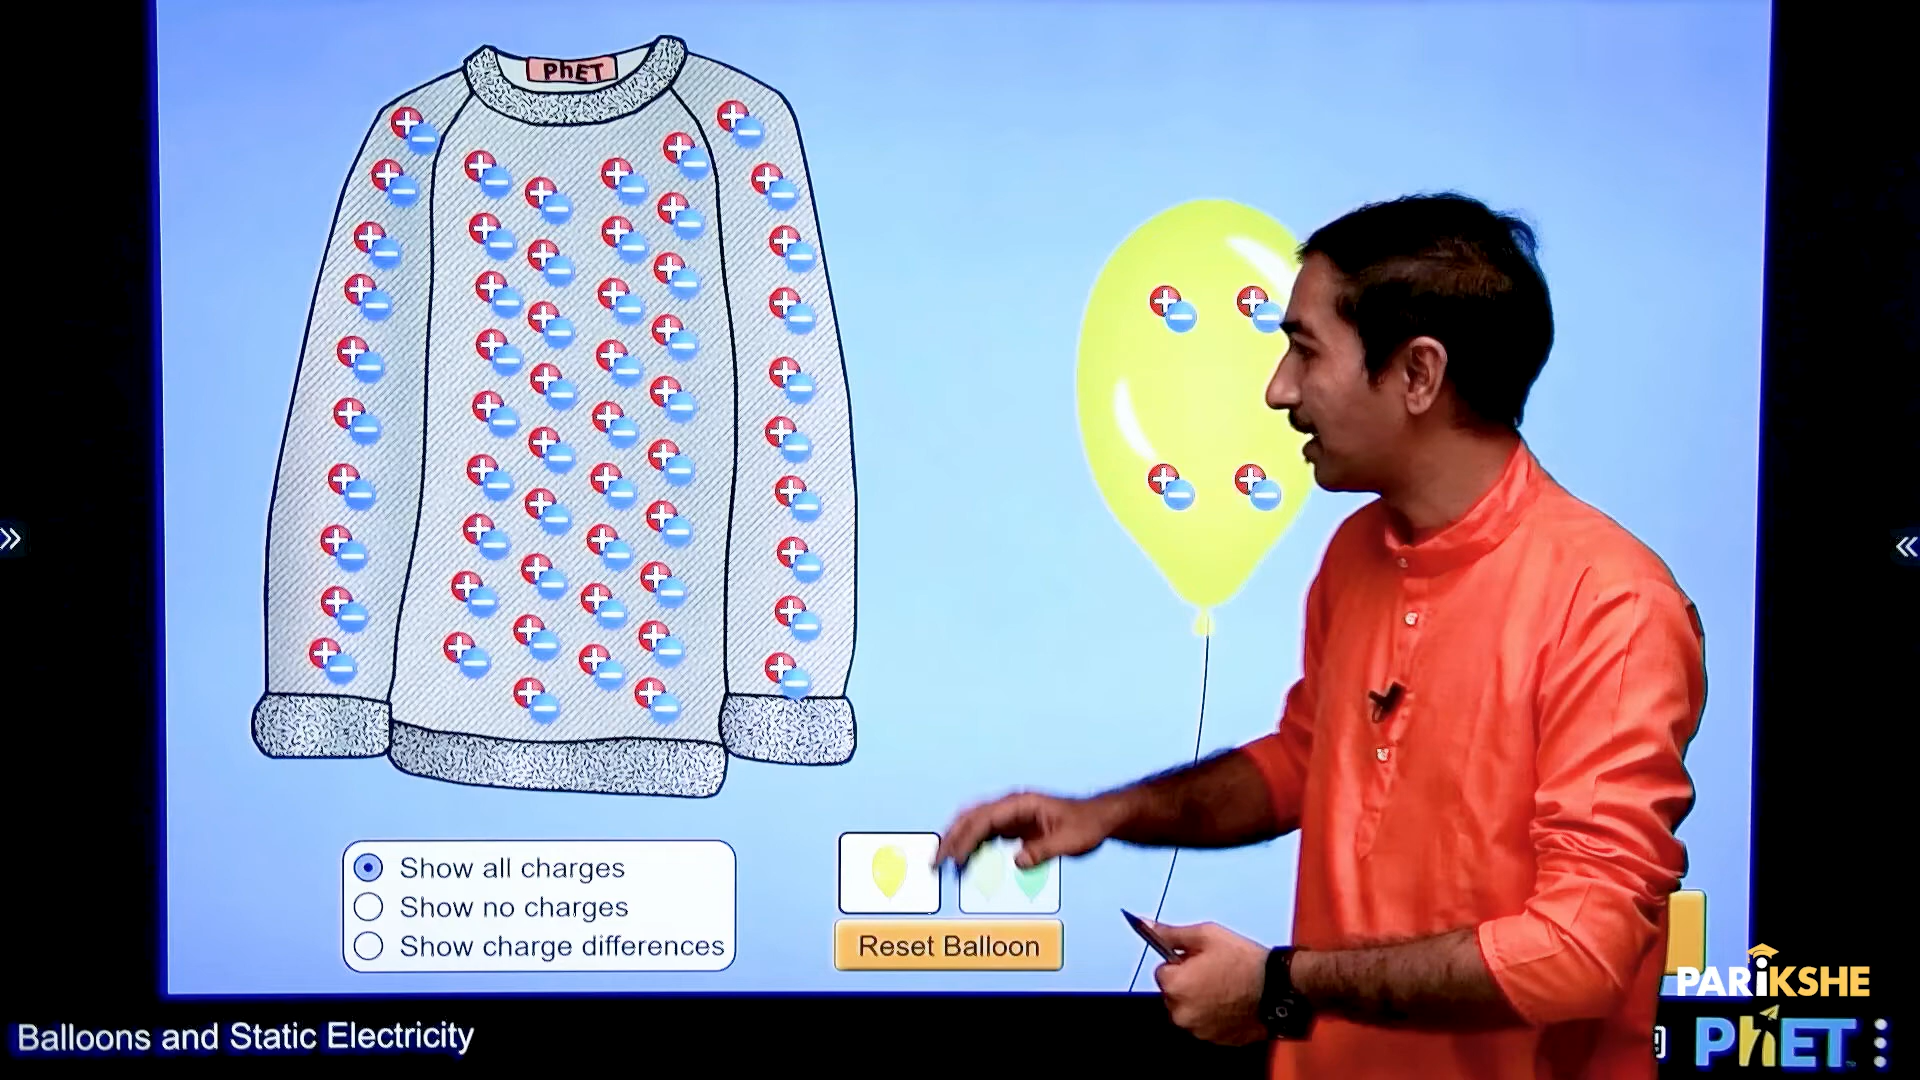 PhET
Show all charges
Show no charges
Show charge differences
Reset Balloon
PARIKSHE
Balloons and Static Electricity
PhET